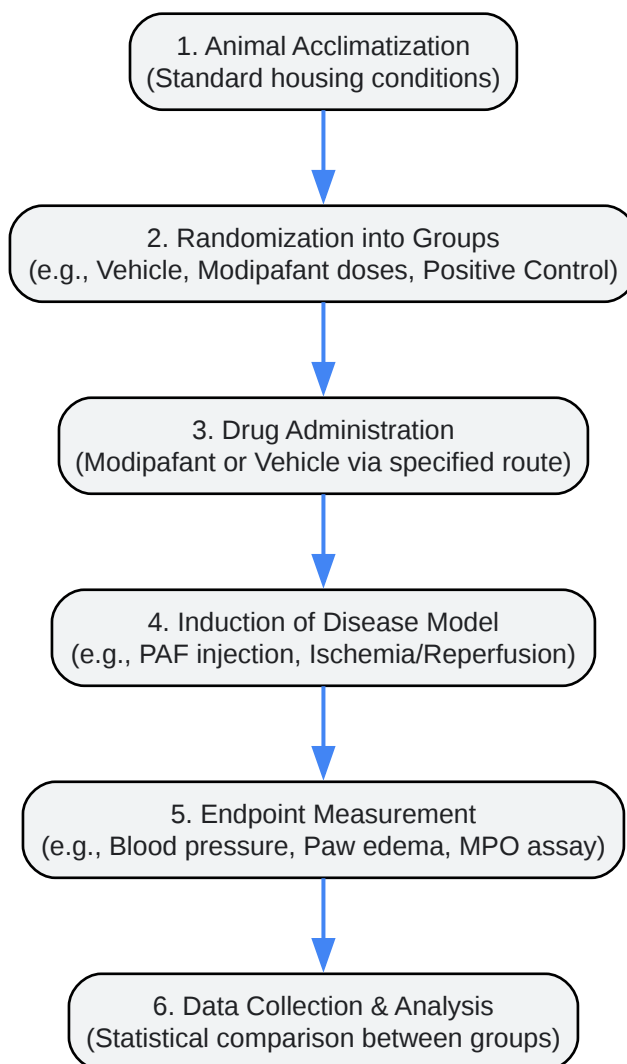 1. Animal Acclimatization
(Standard housing conditions)
2. Randomization into Groups
(e.g., Vehicle, Modipafant doses, Positive Control)
3. Drug Administration
(Modipafant or Vehicle via specified route)
4. Induction of Disease Model
(e.g., PAF injection, Ischemia/Reperfusion)
5. Endpoint Measurement
(e.g., Blood pressure, Paw edema, MPO assay)
6. Data Collection & Analysis
(Statistical comparison between groups)